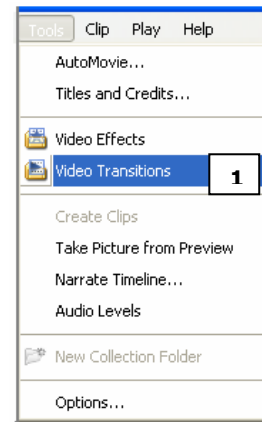 Tools Clip Play Help
AutoMovie...
Titles and Credits...
Video Effects
Video Transitions 1
Create Clips
Take Picture from Preview
Narrate Timeline...
Audio Levels
New Collection Folder
Options...